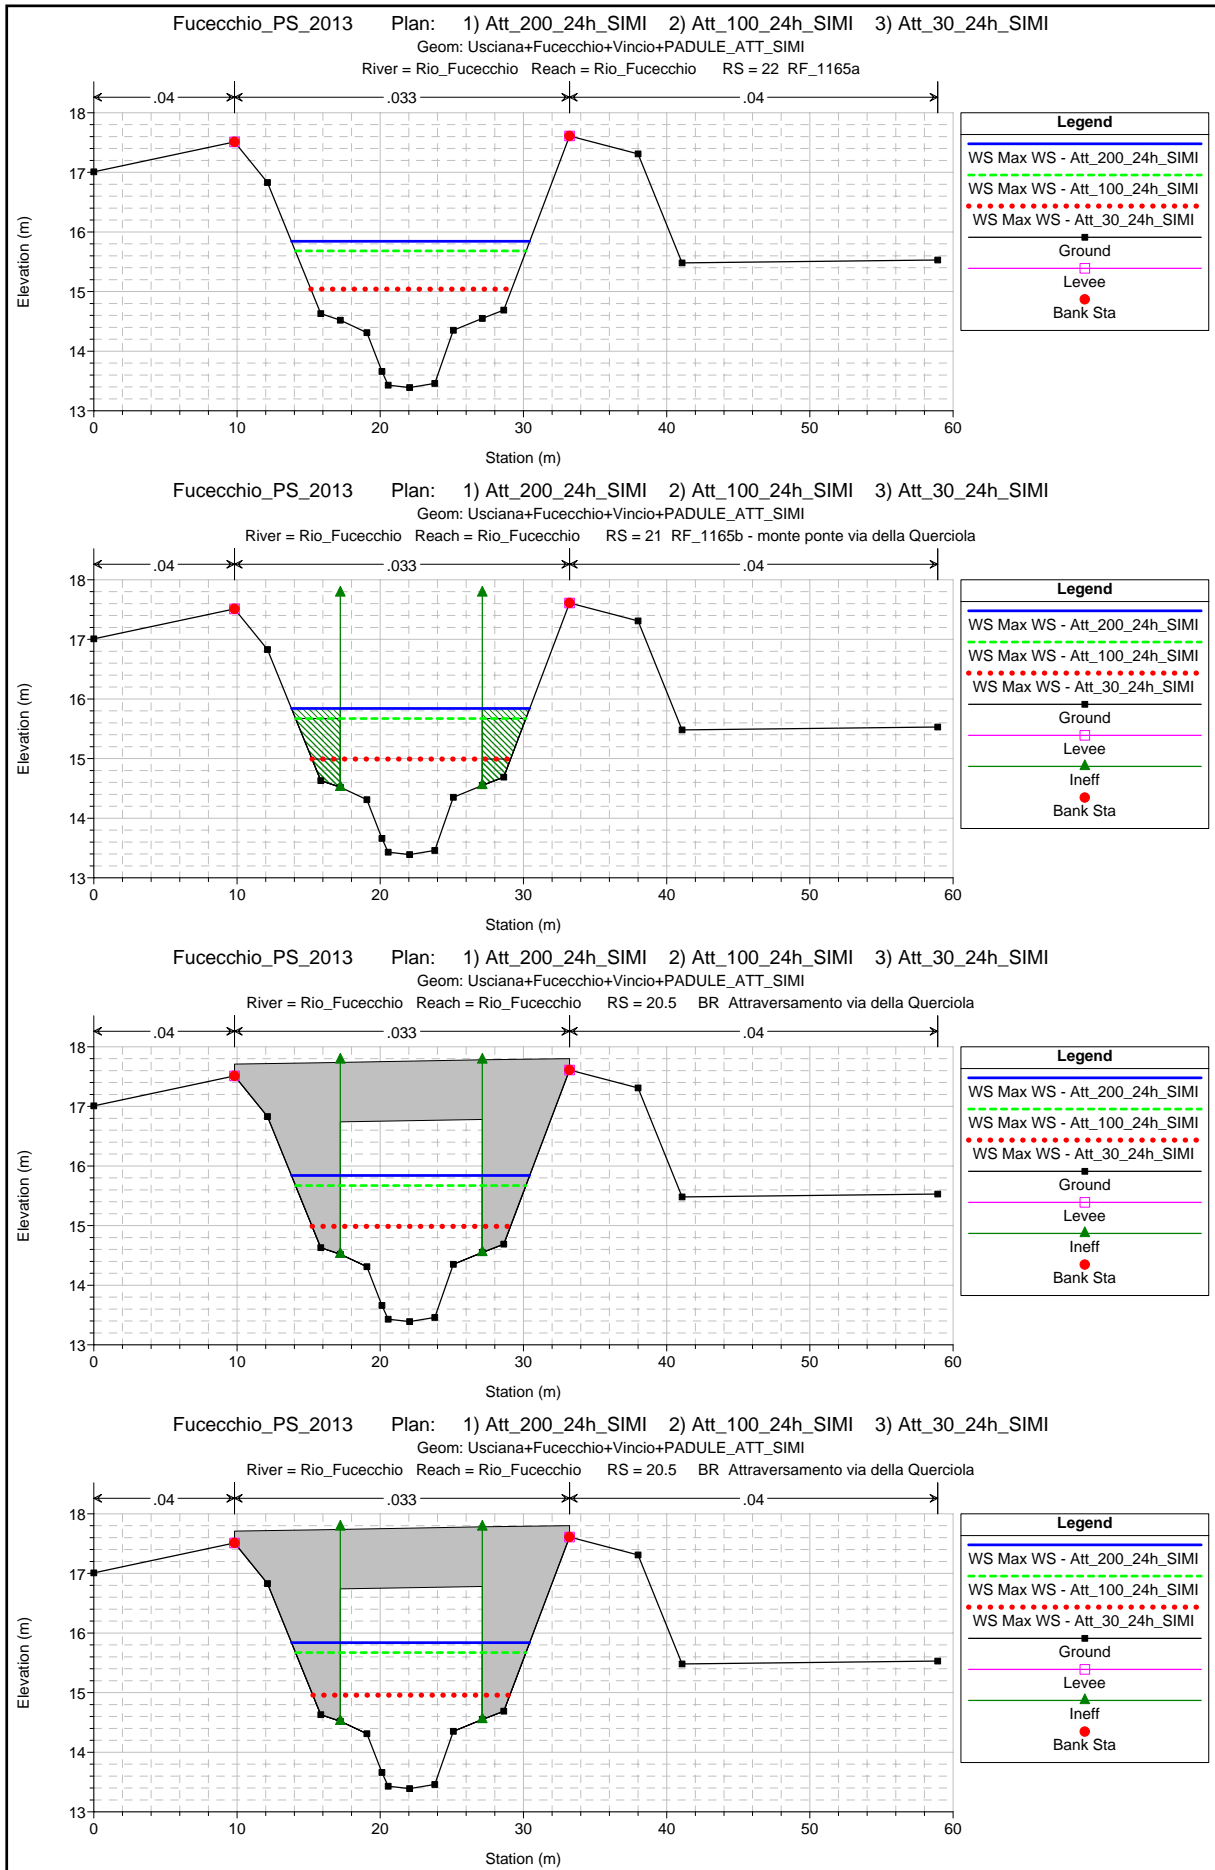 Fucecchio_PS_2013 Plan: 1) Att_200_24h_SIMI 2) Att_100_24h_SIMI 3) Att_30_24h_SIMI
Geom: Usciana+Fucecchio+Vincio+PADULE_ATT_SIMI
River = Rio_Fucecchio Reach = Rio_Fucecchio RS = 22 RF_1165a
.04 .033 .04
18
17
16
15
14
13
Elevation (m)
0 10 20 30 40 50 60
Station (m)
Legend
WS Max WS - Att_200_24h_SIMI
WS Max WS - Att_100_24h_SIMI
WS Max WS - Att_30_24h_SIMI
Ground
Levee
Bank Sta
Fucecchio_PS_2013 Plan: 1) Att_200_24h_SIMI 2) Att_100_24h_SIMI 3) Att_30_24h_SIMI
Geom: Usciana+Fucecchio+Vincio+PADULE_ATT_SIMI
River = Rio_Fucecchio Reach = Rio_Fucecchio RS = 21 RF_1165b - monte ponte via della Querciola
.04 .033 .04
18
17
16
15
14
13
Elevation (m)
0 10 20 30 40 50 60
Station (m)
Legend
WS Max WS - Att_200_24h_SIMI
WS Max WS - Att_100_24h_SIMI
WS Max WS - Att_30_24h_SIMI
Ground
Levee
Ineff
Bank Sta
Fucecchio_PS_2013 Plan: 1) Att_200_24h_SIMI 2) Att_100_24h_SIMI 3) Att_30_24h_SIMI
Geom: Usciana+Fucecchio+Vincio+PADULE_ATT_SIMI
River = Rio_Fucecchio Reach = Rio_Fucecchio RS = 20.5 BR Attraversamento via della Querciola
.04 .033 .04
18
17
16
15
14
13
Elevation (m)
0 10 20 30 40 50 60
Station (m)
Legend
WS Max WS - Att_200_24h_SIMI
WS Max WS - Att_100_24h_SIMI
WS Max WS - Att_30_24h_SIMI
Ground
Levee
Ineff
Bank Sta
Fucecchio_PS_2013 Plan: 1) Att_200_24h_SIMI 2) Att_100_24h_SIMI 3) Att_30_24h_SIMI
Geom: Usciana+Fucecchio+Vincio+PADULE_ATT_SIMI
River = Rio_Fucecchio Reach = Rio_Fucecchio RS = 20.5 BR Attraversamento via della Querciola
.04 .033 .04
18
17
16
15
14
13
Elevation (m)
0 10 20 30 40 50 60
Station (m)
Legend
WS Max WS - Att_200_24h_SIMI
WS Max WS - Att_100_24h_SIMI
WS Max WS - Att_30_24h_SIMI
Ground
Levee
Ineff
Bank Sta